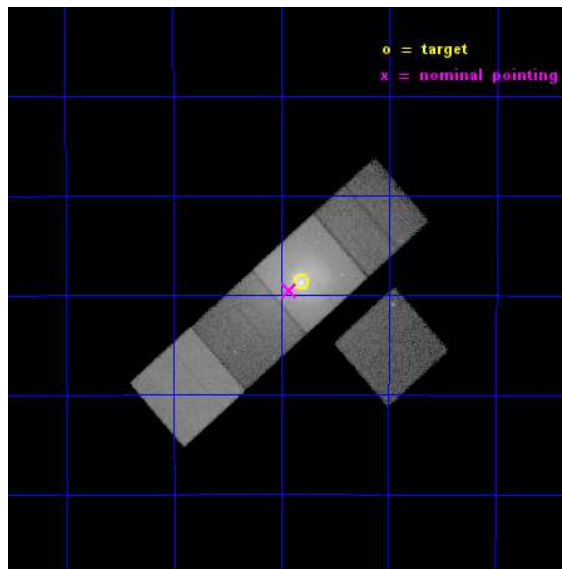 o = target
x = nominal pointing